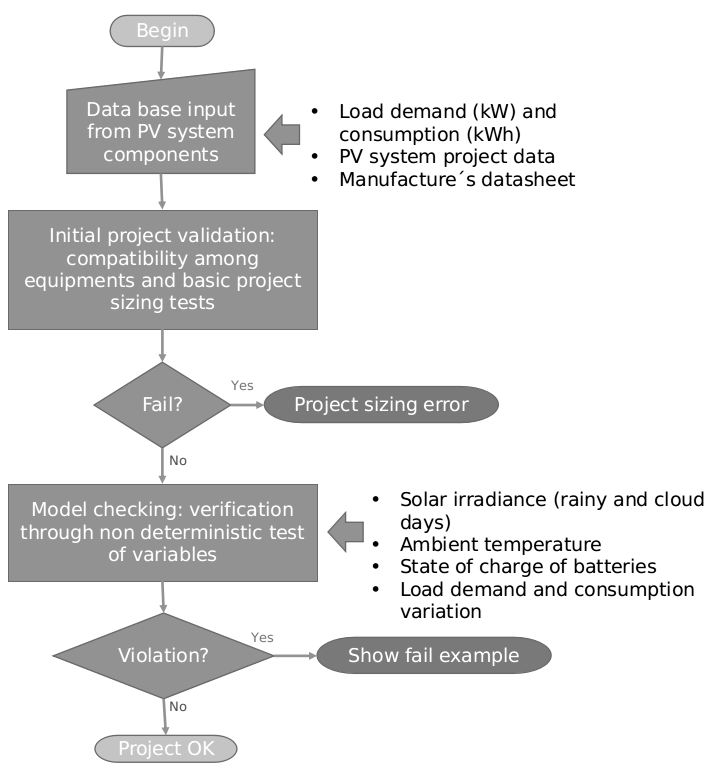 Begin
Data base input
from PV system
components
• Load demand (kW) and
consumption (kWh)
• PV system project data
• Manufacture´s datasheet
Initial project validation:
compatibility among
equipments and basic project
sizing tests
Fail?
Yes
Project sizing error
No
Model checking: verification
through non deterministic test
of variables
• Solar irradiance (rainy and cloud
days)
• Ambient temperature
• State of charge of batteries
• Load demand and consumption
variation
Violation?
Yes
Show fail example
No
Project OK